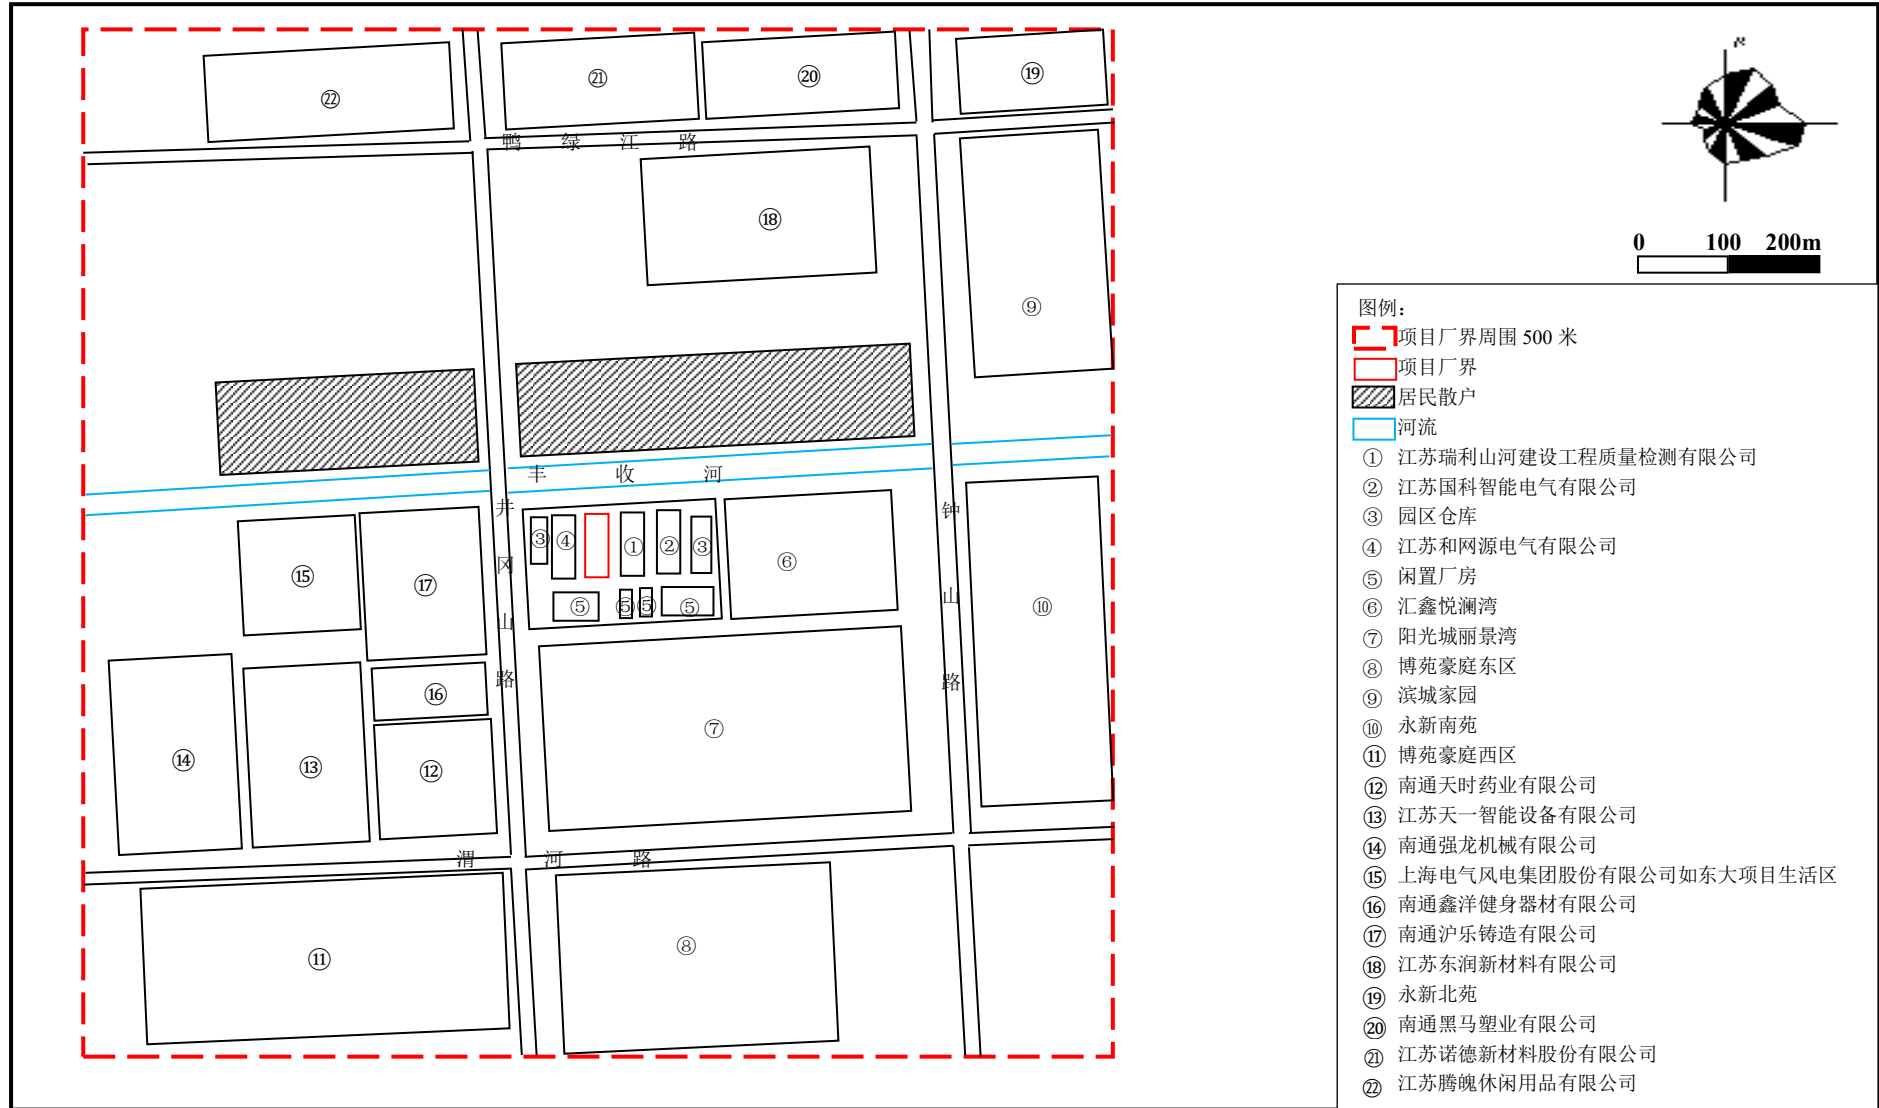 ㉒
㉑
⑳
⑲
鸭绿江路
⑱
⑨
丰收河
井冈山路
钟山路
③
④
①
②
③
⑥
⑤
⑤
⑤
⑤
⑮
⑰
⑩
⑯
⑭
⑬
⑫
⑦
渭河路
⑪
⑧
0 100 200m
图例：
项目厂界周围 500 米
项目厂界
居民散户
河流
① 江苏瑞利山河建设工程质量检测有限公司
② 江苏国科智能电气有限公司
③ 园区仓库
④ 江苏和网源电气有限公司
⑤ 闲置厂房
⑥ 汇鑫悦澜湾
⑦ 阳光城丽景湾
⑧ 博苑豪庭东区
⑨ 滨城家园
⑩ 永新南苑
⑪ 博苑豪庭西区
⑫ 南通天时药业有限公司
⑬ 江苏天一智能设备有限公司
⑭ 南通强龙机械有限公司
⑮ 上海电气风电集团股份有限公司如东大项目生活区
⑯ 南通鑫洋健身器材有限公司
⑰ 南通沪乐铸造有限公司
⑱ 江苏东润新材料有限公司
⑲ 永新北苑
⑳ 南通黑马塑业有限公司
㉑ 江苏诺德新材料股份有限公司
㉒ 江苏腾魄休闲用品有限公司